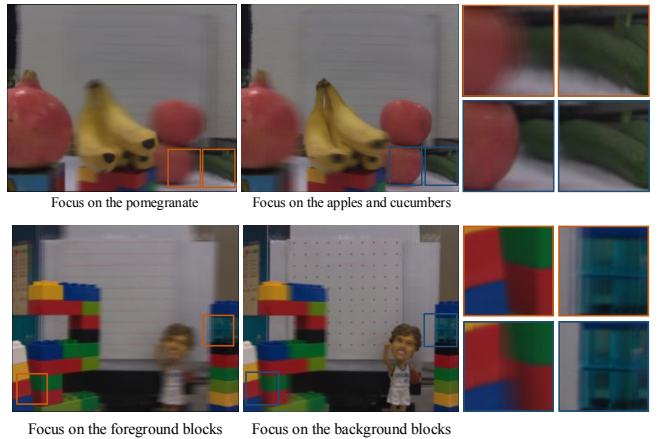 Focus on the pomegranate
Focus on the apples and cucumbers
Focus on the foreground blocks
Focus on the background blocks